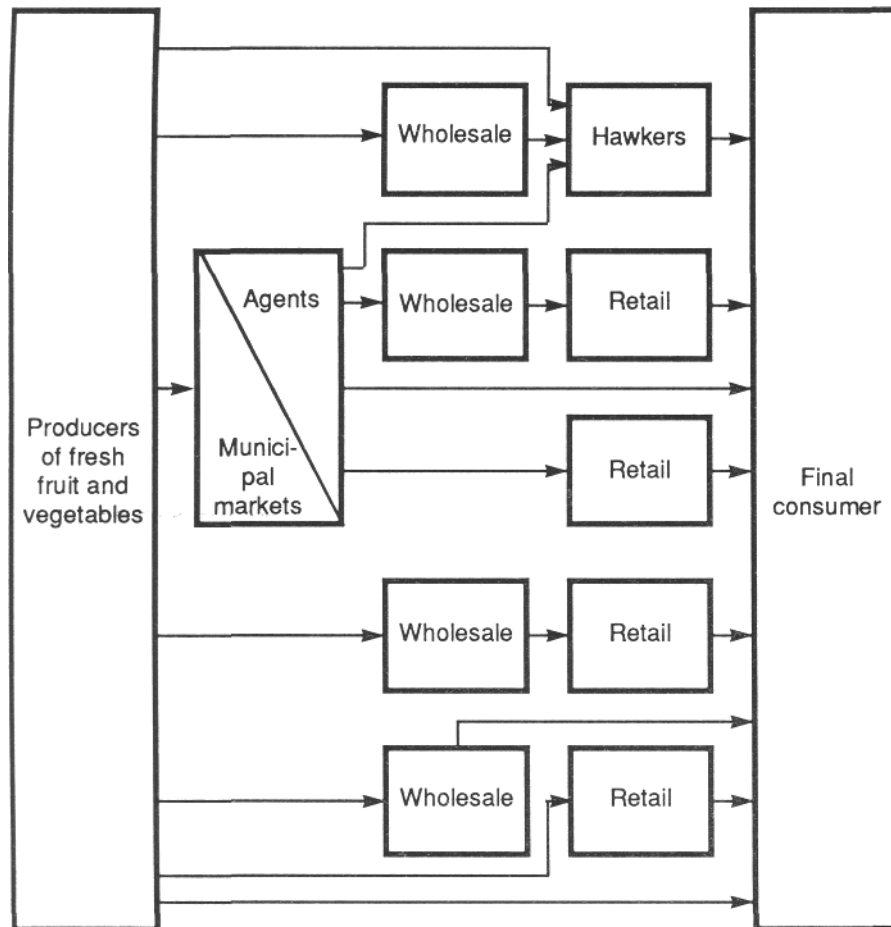 Wholesale
Hawkers
Agents
Wholesale
Retail
Producers
of fresh
fruit and
vegetables
Munici-
pal
markets
Retail
Final
consumer
Wholesale
Retail
Wholesale
Retail